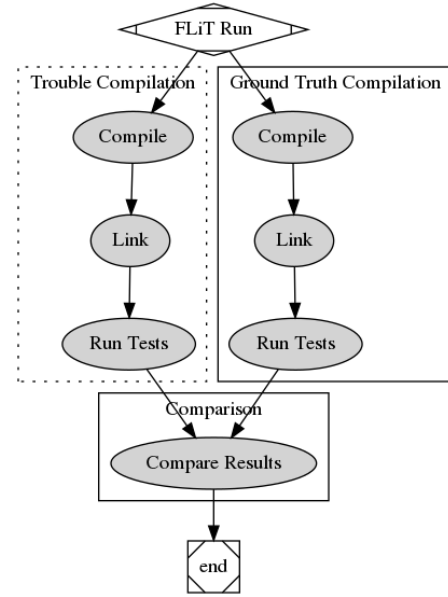 FLiT Run
Trouble Compilation
Ground Truth Compilation
Compile
Compile
Link
Link
Run Tests
Run Tests
Comparison
Compare Results
end